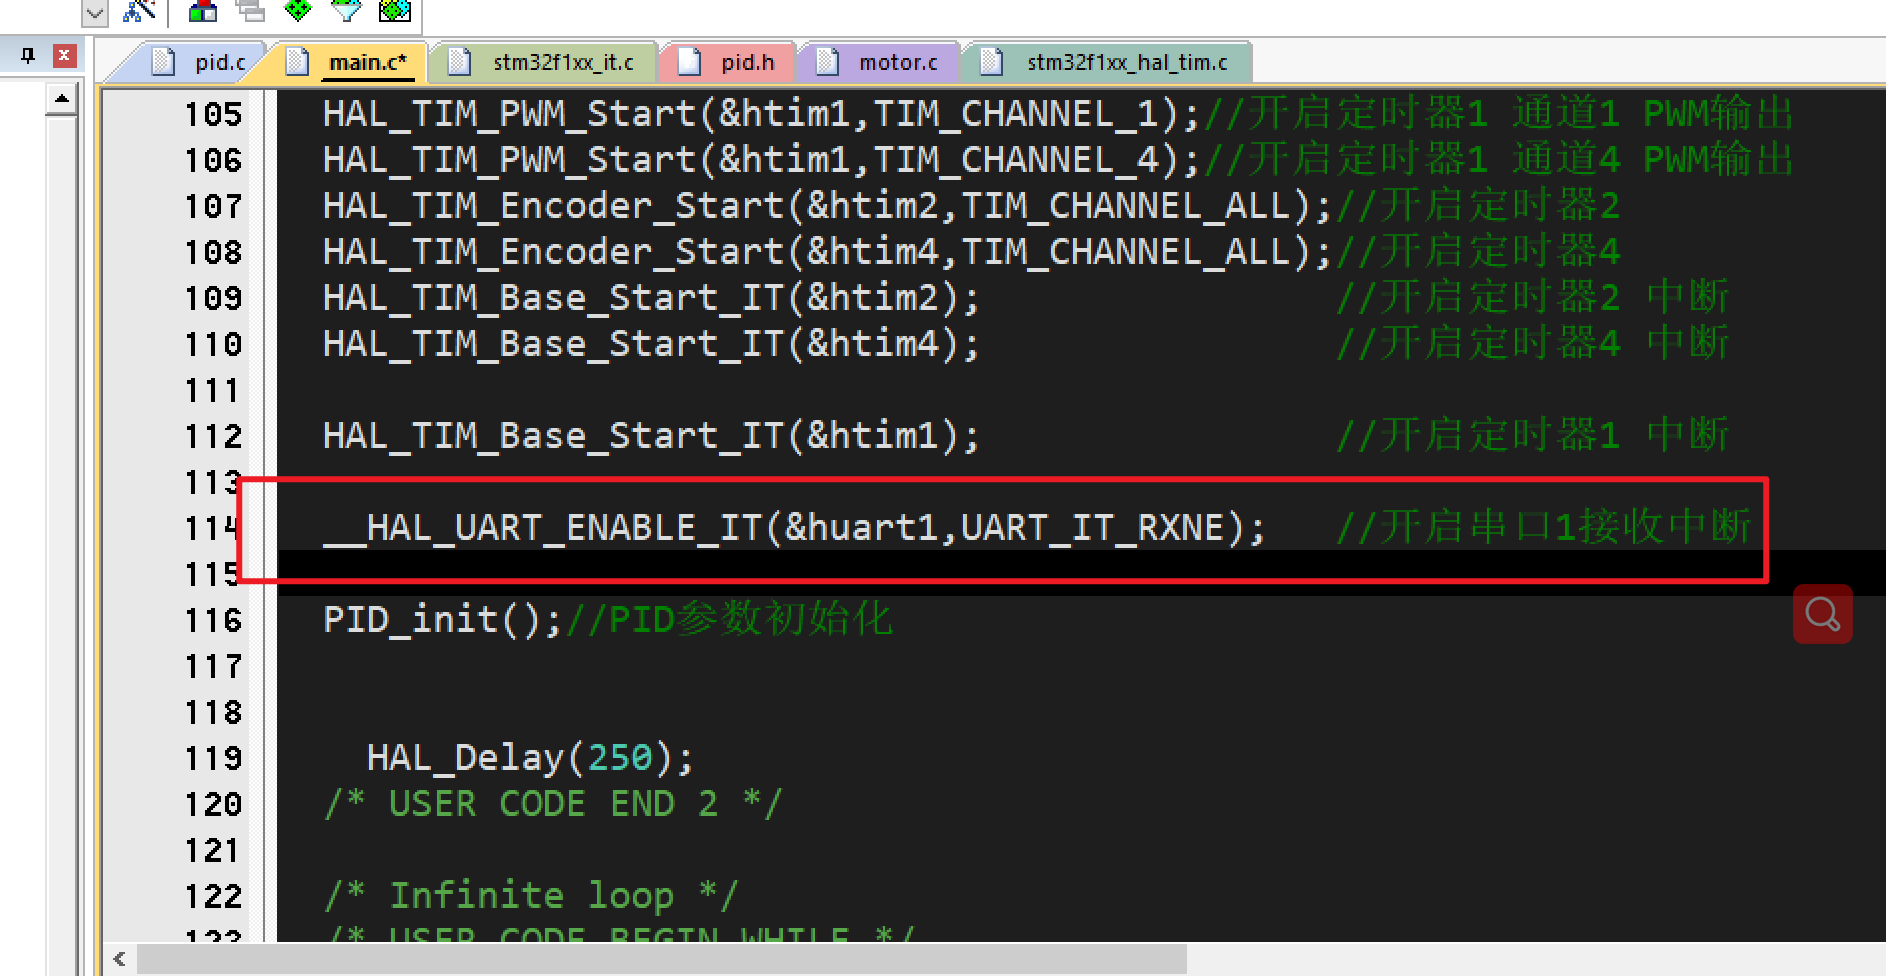 pid.c main.c* stm32f1xx_it.c pid.h motor.c stm32f1xx_hal_tim.c
105 HAL_TIM_PWM_Start(&htim1,TIM_CHANNEL_1);//开启定时器1 通道1 PWM输出
106 HAL_TIM_PWM_Start(&htim1,TIM_CHANNEL_4);//开启定时器1 通道4 PWM输出
107 HAL_TIM_Encoder_Start(&htim2,TIM_CHANNEL_ALL);//开启定时器2
108 HAL_TIM_Encoder_Start(&htim4,TIM_CHANNEL_ALL);//开启定时器4
109 HAL_TIM_Base_Start_IT(&htim2); //开启定时器2 中断
110 HAL_TIM_Base_Start_IT(&htim4); //开启定时器4 中断
111
112 HAL_TIM_Base_Start_IT(&htim1); //开启定时器1 中断
113
114 __HAL_UART_ENABLE_IT(&huart1,UART_IT_RXNE); //开启串口1接收中断
115
116 PID_init();//PID参数初始化
117
118
119 HAL_Delay(250);
120 /* USER CODE END 2 */
121
122 /* Infinite loop */
123 /* USER CODE BEGIN WHILE */